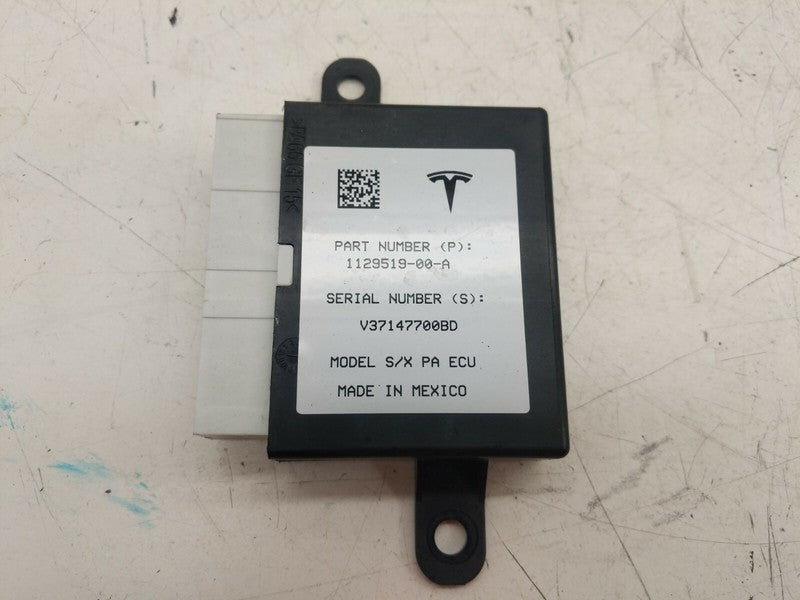 PART NUMBER (P):
1129519-00-A
SERIAL NUMBER (S):
V37147700BD
MODEL S/X PA ECU
MADE IN MEXICO